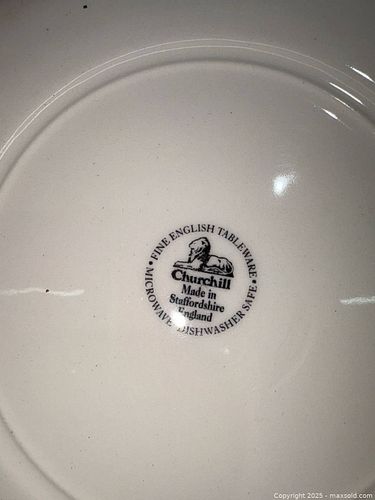 • FINE ENGLISH TABLEWARE •
Churchill
Made in
Staffordshire
England
MICROWAVE DISHWASHER SAFE
Copyright 2025 - maxsold.com